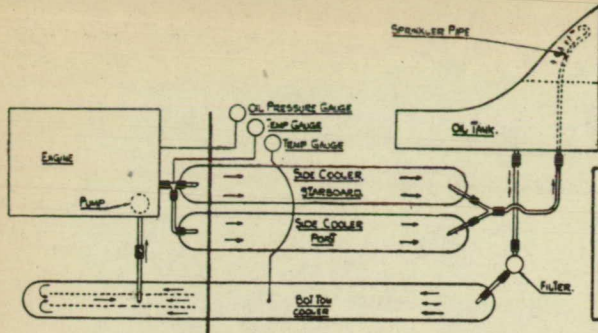 SPRINKLER PIPE
OIL PRESSURE GAUGE
TEMP GAUGE
TEMP GAUGE
OIL TANK.
ENGINE
SIDE COOLER
STARBOARD.
PUMP
SIDE COOLER
PORT
FILTER.
BOTTOM
COOLER